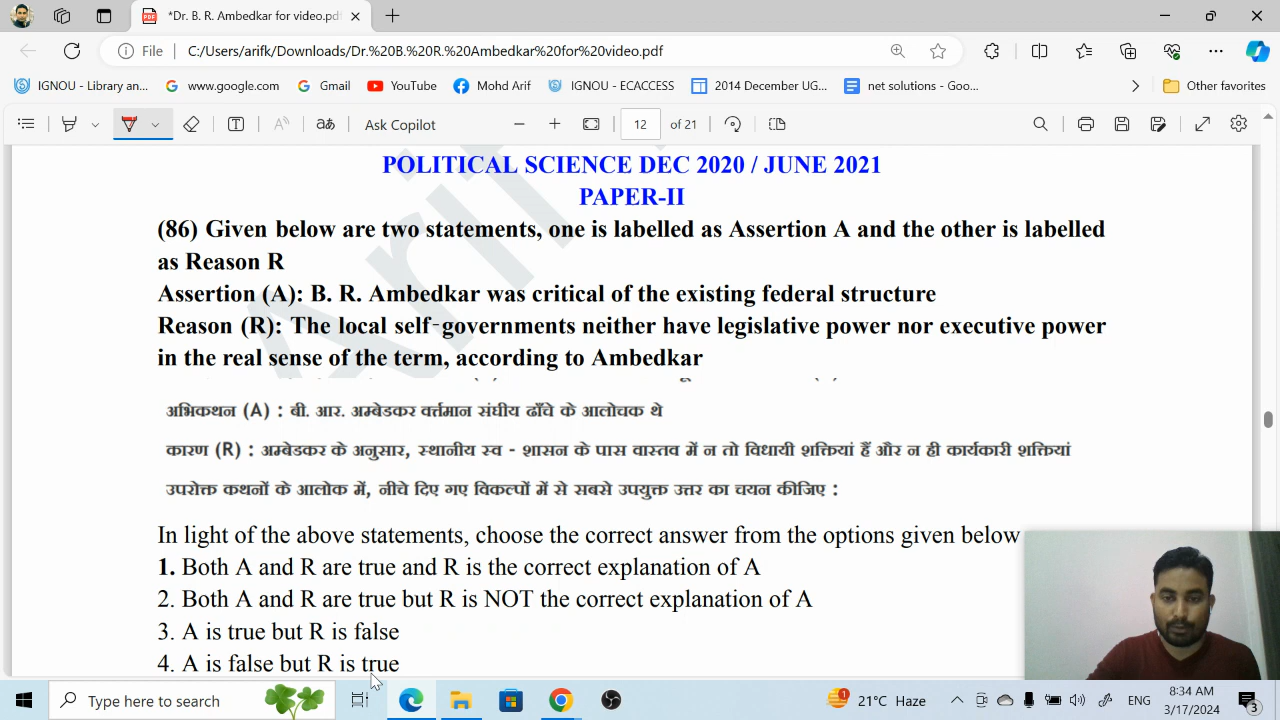 *Dr. B. R. Ambedkar for video.pdf
File C:/Users/arifk/Downloads/Dr.%20B.%20R.%20Ambedkar%20for%20video.pdf
IGNOU - Library an... www.google.com Gmail YouTube Mohd Arif IGNOU - ECACCESS 2014 December UG... net solutions - Goo... Other favorites
Ask Copilot 12 of 21
POLITICAL SCIENCE DEC 2020 / JUNE 2021
PAPER-II
(86) Given below are two statements, one is labelled as Assertion A and the other is labelled
as Reason R
Assertion (A): B. R. Ambedkar was critical of the existing federal structure
Reason (R): The local self-governments neither have legislative power nor executive power
in the real sense of the term, according to Ambedkar
अभिकथन (A) : बी. आर. अम्बेडकर वर्त्तमान संघीय ढाँचे के आलोचक थे
कारण (R) : अम्बेडकर के अनुसार, स्थानीय स्व - शासन के पास वास्तव में न तो विधायी शक्तियां हैं और न ही कार्यकारी शक्तियां
उपरोक्त कथनों के आलोक में, नीचे दिए गए विकल्पों में से सबसे उपयुक्त उत्तर का चयन कीजिए :
In light of the above statements, choose the correct answer from the options given below
1. Both A and R are true and R is the correct explanation of A
2. Both A and R are true but R is NOT the correct explanation of A
3. A is true but R is false
4. A is false but R is true
Type here to search 21°C Haze ENG 8:34 AM
3/17/2024